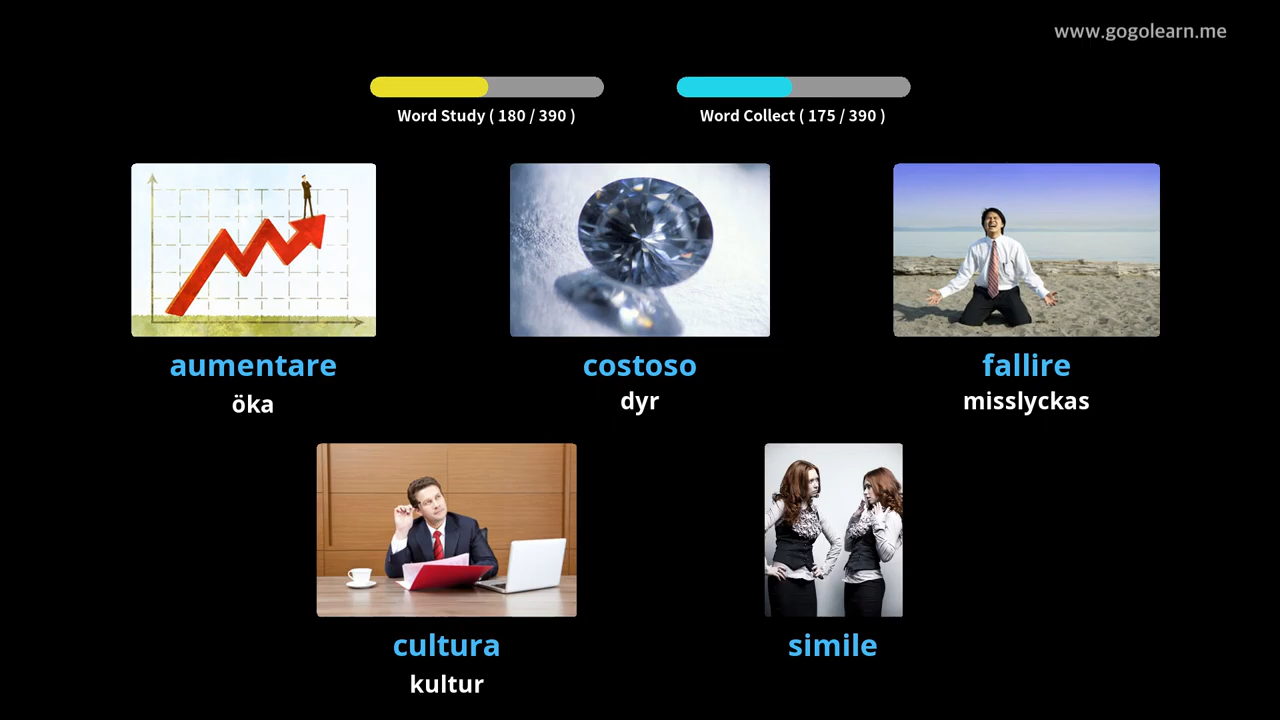 www.gogolearn.me
Word Study ( 180 / 390 )
Word Collect ( 175 / 390 )
aumentare
öka
costoso
dyr
fallire
misslyckas
cultura
kultur
simile